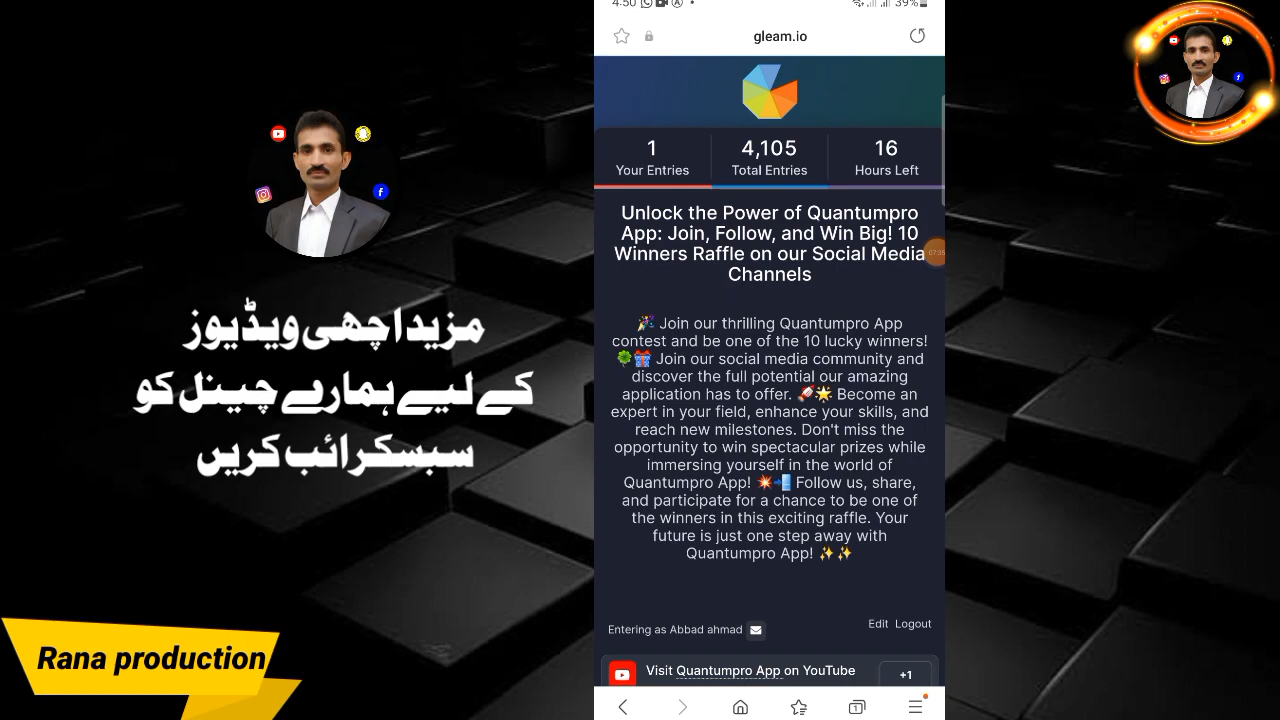 4:50
39%
gleam.io
1
Your Entries
4,105
Total Entries
16
Hours Left
Unlock the Power of Quantumpro
App: Join, Follow, and Win Big! 10
Winners Raffle on our Social Media
Channels
07:35
🎉 Join our thrilling Quantumpro App
contest and be one of the 10 lucky winners!
🍀🎁 Join our social media community and
discover the full potential our amazing
application has to offer. 🚀🌟 Become an
expert in your field, enhance your skills, and
reach new milestones. Don't miss the
opportunity to win spectacular prizes while
immersing yourself in the world of
Quantumpro App! 💥📲 Follow us, share,
and participate for a chance to be one of
the winners in this exciting raffle. Your
future is just one step away with
Quantumpro App! ✨✨
Entering as Abbad ahmad
Edit Logout
Visit Quantumpro App on YouTube
+1
1
مزید اچھی ویڈیوز
کے لیے ہمارے چینل کو
سبسکرائب کریں
Rana production